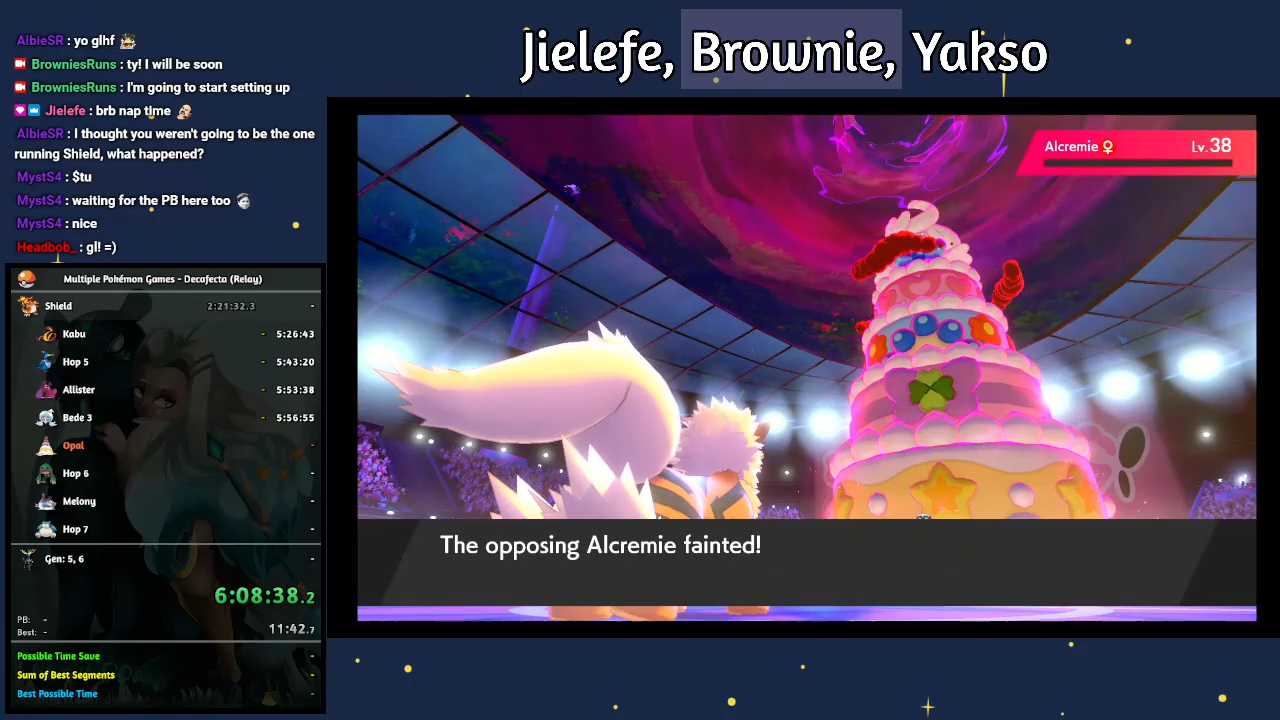 Jielefe, Brownie, Yakso
AlbieSR : yo glhf
BrowniesRuns : ty! I will be soon
BrowniesRuns : I'm going to start setting up
Jielefe : brb nap time
AlbieSR : I thought you weren't going to be the one
running Shield, what happened?
MystS4 : $tu
MystS4 : waiting for the PB here too
MystS4 : nice
Headbob_ : gl! =)
Multiple Pokémon Games - Decafecta (Relay)
Shield 2:21:32.3 -
Kabu - 5:26:43
Hop 5 - 5:43:20
Allister - 5:53:38
Bede 3 - 5:56:55
Opal -
Hop 6 -
Melony -
Hop 7 -
Gen: 5, 6 -
6:08:38.2
PB: -
Best: -
11:42.7
Possible Time Save -
Sum of Best Segments -
Best Possible Time -
Alcremie ♀ Lv.38
The opposing Alcremie fainted!